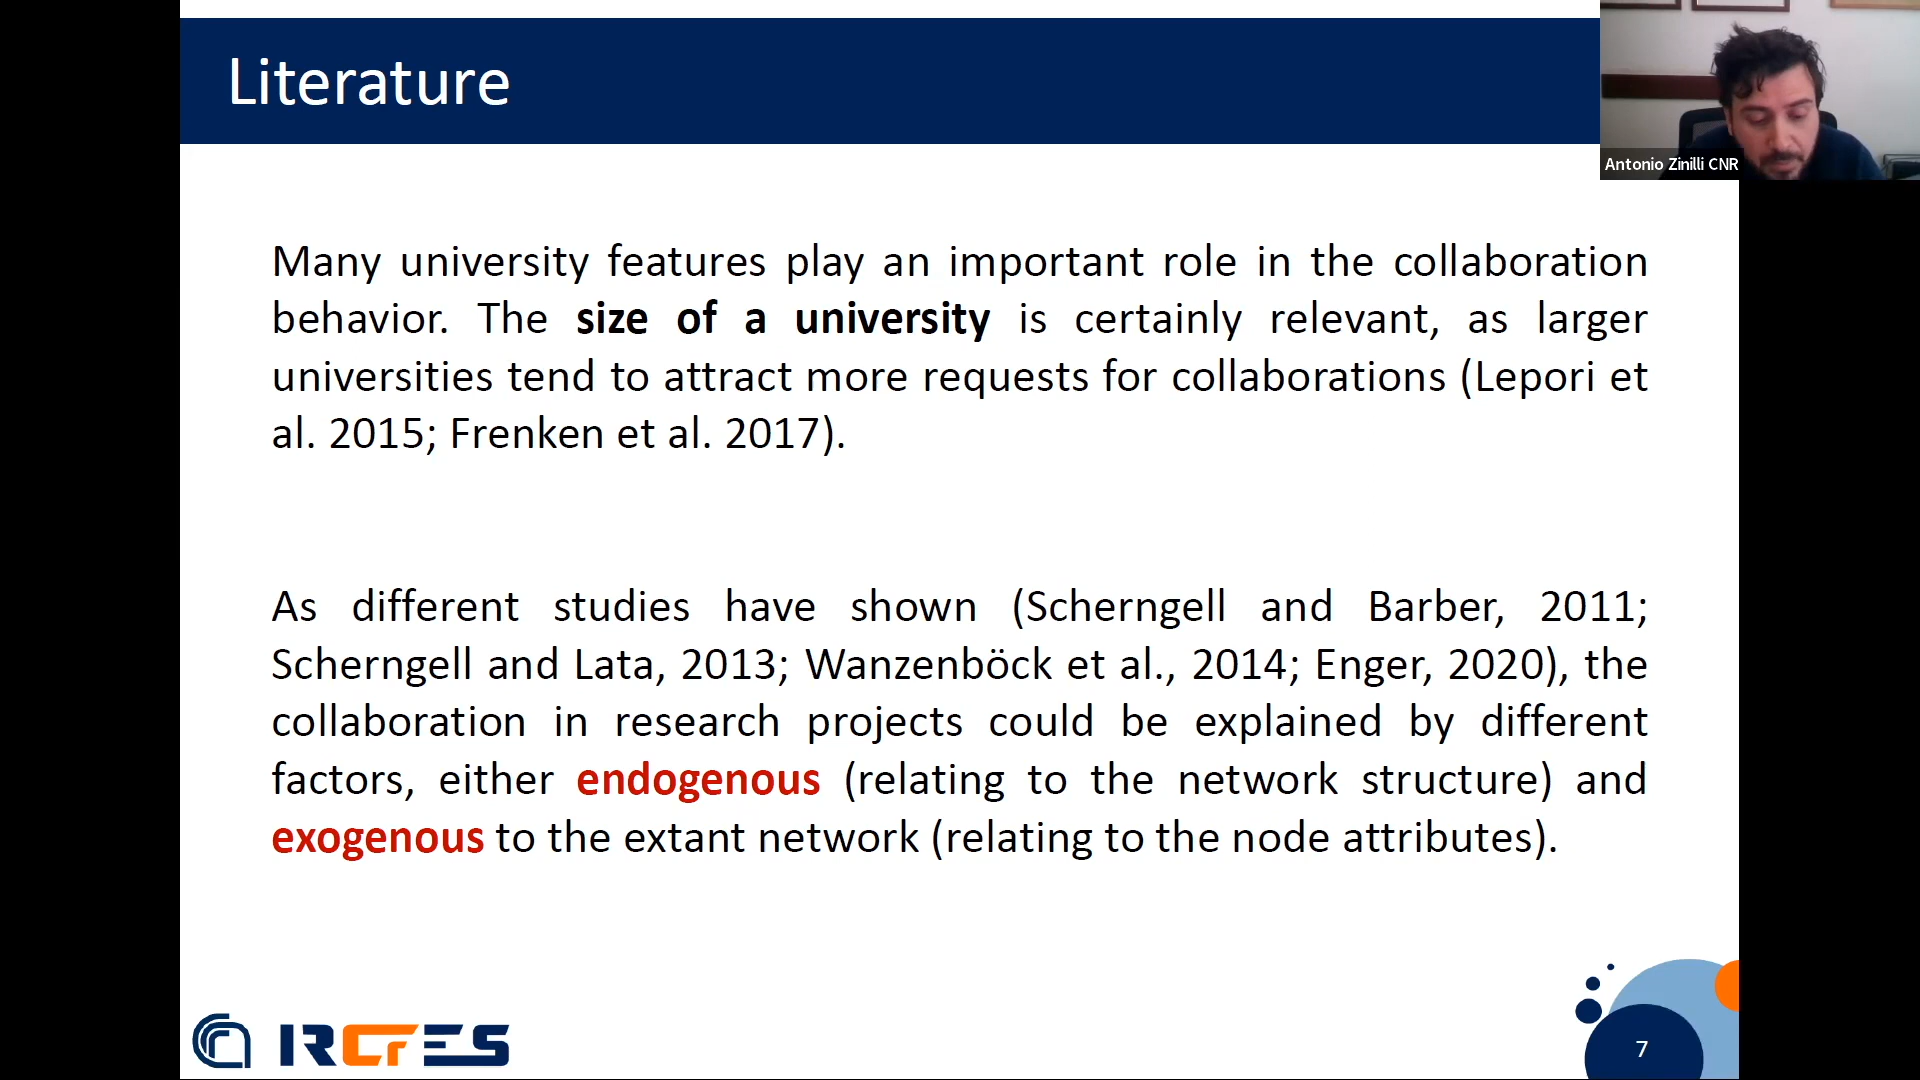 Literature
Antonio Zinilli CNR
Many university features play an important role in the collaboration
behavior. The size of a university is certainly relevant, as larger
universities tend to attract more requests for collaborations (Lepori et
al. 2015; Frenken et al. 2017).
As different studies have shown (Scherngell and Barber, 2011;
Scherngell and Lata, 2013; Wanzenböck et al., 2014; Enger, 2020), the
collaboration in research projects could be explained by different
factors, either endogenous (relating to the network structure) and
exogenous to the extant network (relating to the node attributes).
IRCrES
7